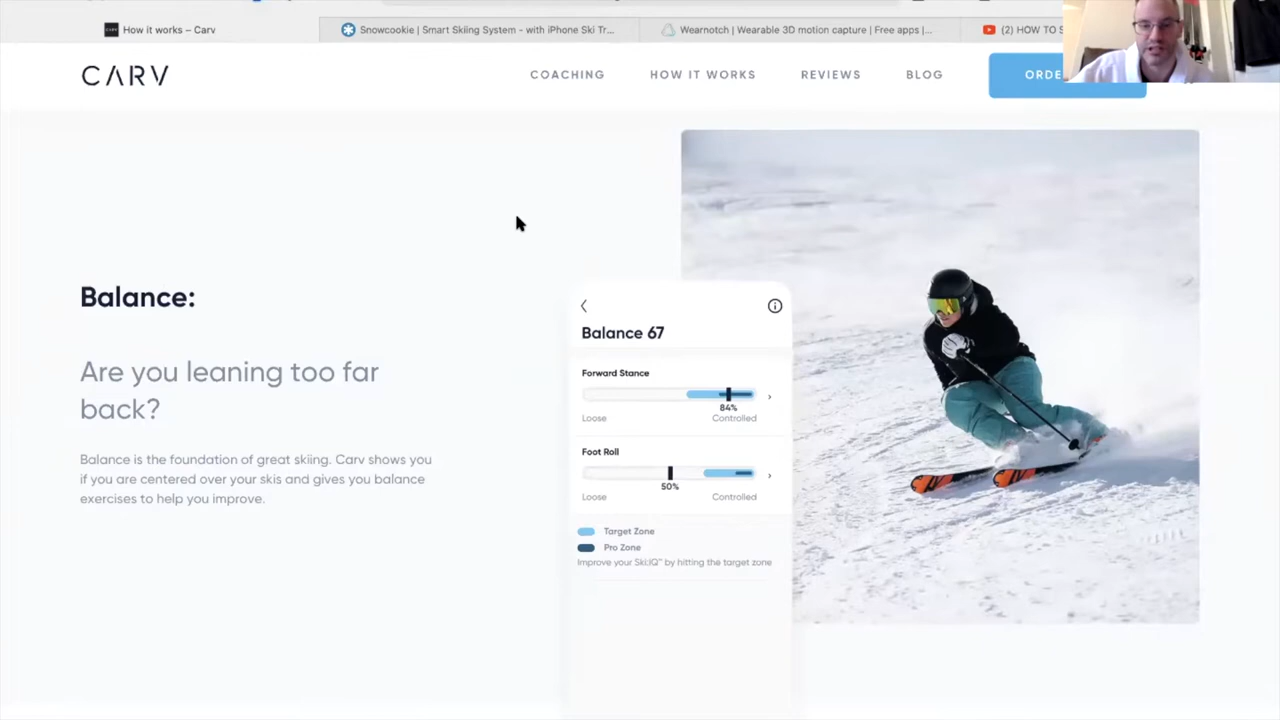 How it works – Carv
Snowcookie | Smart Skiing System - with iPhone Ski Tr...
Wearnotch | Wearable 3D motion capture | Free apps |...
(2) HOW TO S
CARV
COACHING
HOW IT WORKS
REVIEWS
BLOG
ORDE
Balance:
Are you leaning too far
back?
Balance is the foundation of great skiing. Carv shows you
if you are centered over your skis and gives you balance
exercises to help you improve.
Balance 67
Forward Stance
84%
Loose
Controlled
Foot Roll
50%
Loose
Controlled
Target Zone
Pro Zone
Improve your Ski:IQ™ by hitting the target zone